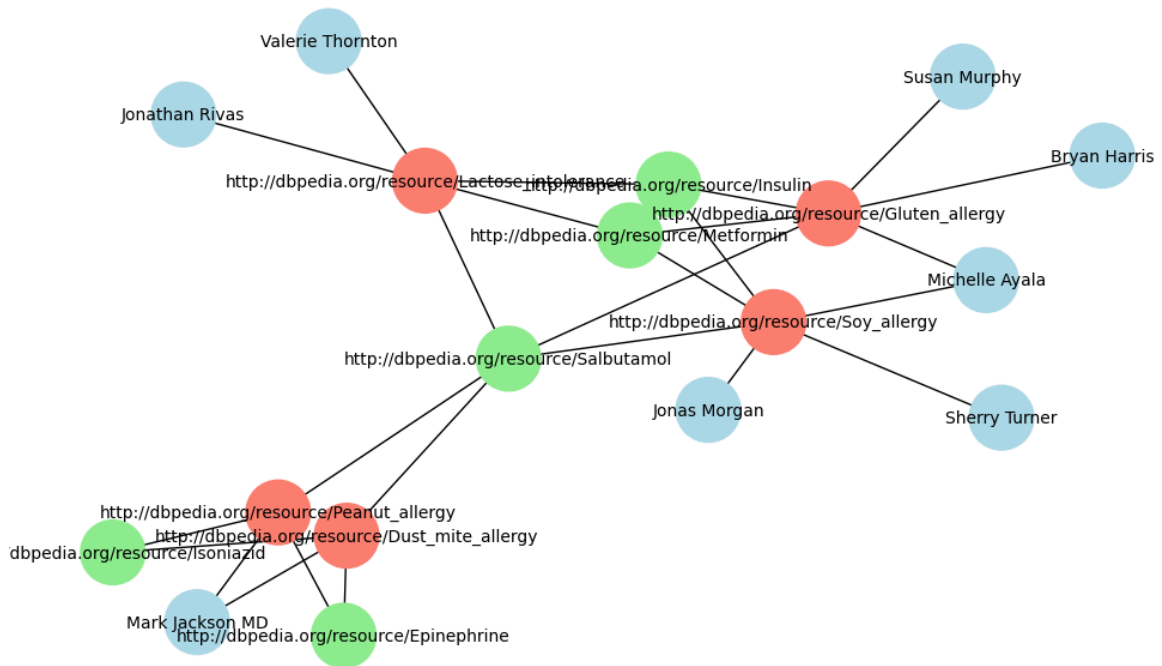 Valerie Thornton
Susan Murphy
Jonathan Rivas
Bryan Harris
http://dbpedia.org/resource/Lactose_intolerance
http://dbpedia.org/resource/Insulin
http://dbpedia.org/resource/Gluten_allergy
http://dbpedia.org/resource/Metformin
Michelle Ayala
http://dbpedia.org/resource/Soy_allergy
http://dbpedia.org/resource/Salbutamol
Jonas Morgan
Sherry Turner
http://dbpedia.org/resource/Peanut_allergy
http://dbpedia.org/resource/Dust_mite_allergy
/dbpedia.org/resource/Isoniazid
Mark Jackson MD
http://dbpedia.org/resource/Epinephrine